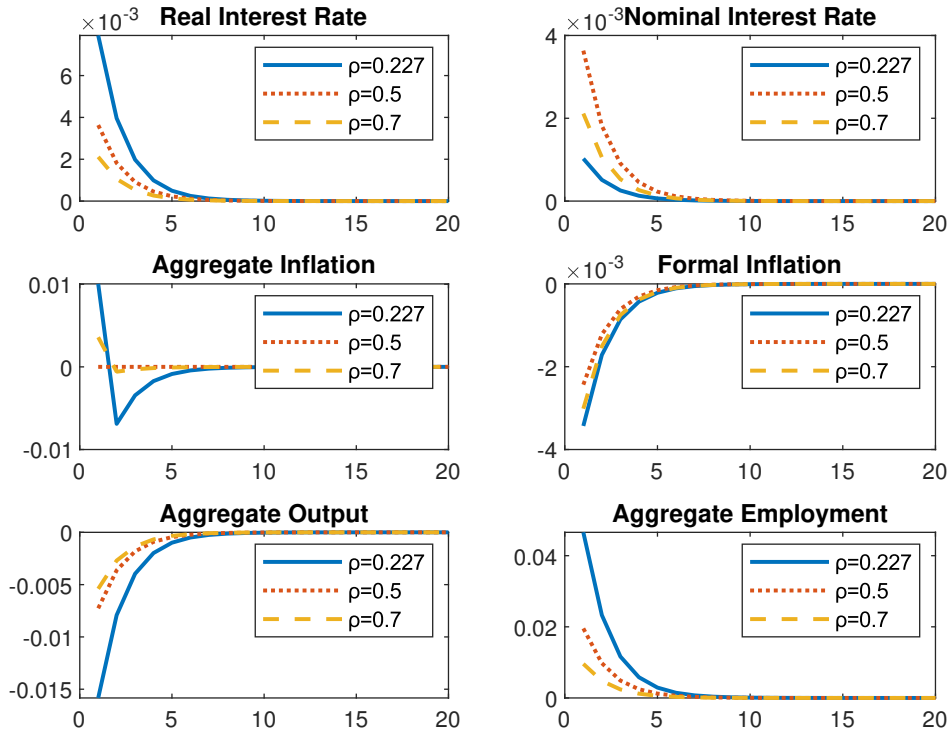 Real Interest Rate
×10⁻³
6
4
2
0
0 5 10 15 20
ρ=0.227
ρ=0.5
ρ=0.7
Nominal Interest Rate
×10⁻³
4
2
0
0 5 10 15 20
ρ=0.227
ρ=0.5
ρ=0.7
Aggregate Inflation
0.01
0
-0.01
0 5 10 15 20
ρ=0.227
ρ=0.5
ρ=0.7
Formal Inflation
×10⁻³
0
-2
-4
0 5 10 15 20
ρ=0.227
ρ=0.5
ρ=0.7
Aggregate Output
0
-0.005
-0.01
-0.015
0 5 10 15 20
ρ=0.227
ρ=0.5
ρ=0.7
Aggregate Employment
0.04
0.02
0
0 5 10 15 20
ρ=0.227
ρ=0.5
ρ=0.7